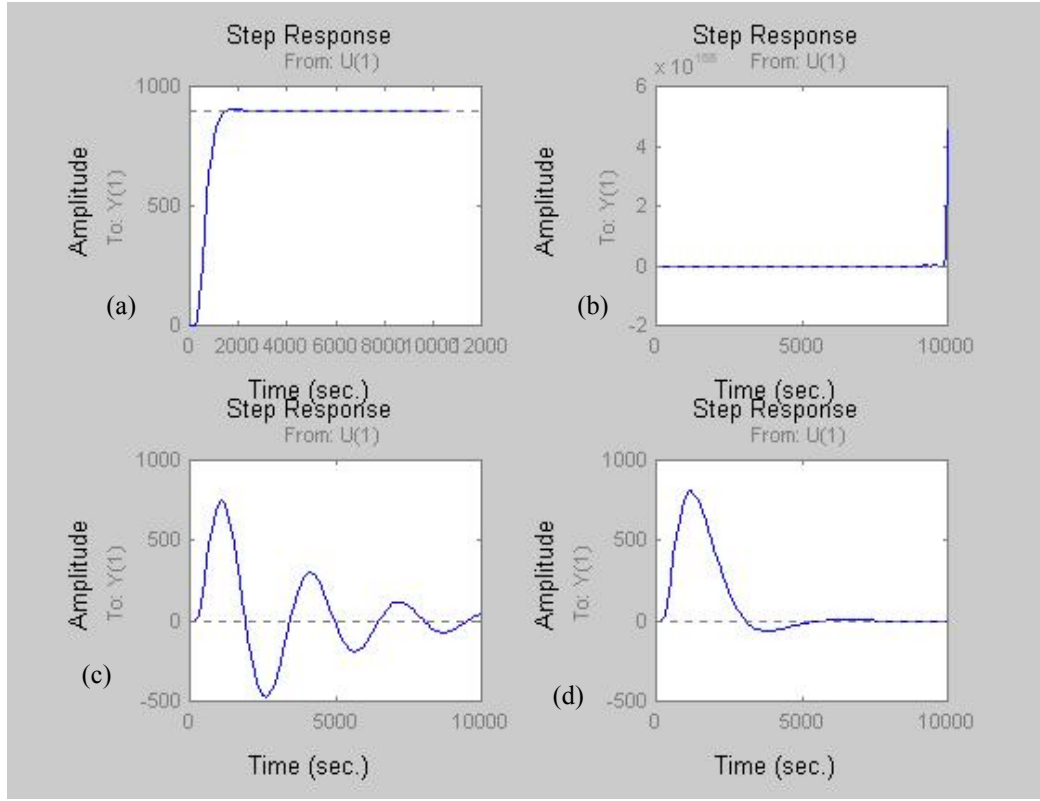 Step Response
From: U(1)
Amplitude
To: Y(1)
(a)
1000
500
0
0 2000 4000 6000 8000 10000 12000
Time (sec.)
Step Response
From: U(1)
x 10
Amplitude
To: Y(1)
(b)
6
4
2
0
-2
0 5000 10000
Time (sec.)
Step Response
From: U(1)
Amplitude
To: Y(1)
(c)
1000
500
0
-500
0 5000 10000
Time (sec.)
Step Response
From: U(1)
Amplitude
To: Y(1)
(d)
1000
500
0
-500
0 5000 10000
Time (sec.)